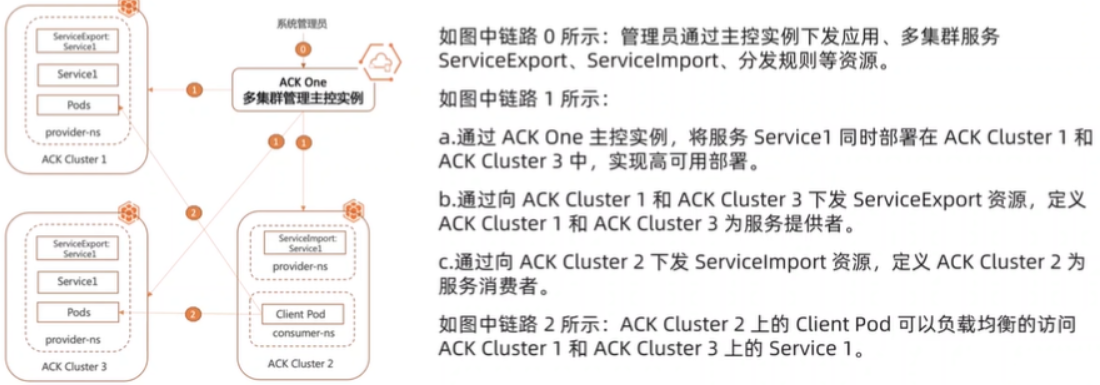 ServiceExport:
Service1
Service1
Pods
provider-ns
ACK Cluster 1
系统管理员
0
ACK One
多集群管理主控实例
1
1
1
2
2
ServiceExport:
Service1
Service1
Pods
provider-ns
ACK Cluster 3
ServiceImport:
Service1
provider-ns
Client Pod
consumer-ns
ACK Cluster 2
如图中链路 0 所示：管理员通过主控实例下发应用、多集群服务
ServiceExport、ServiceImport、分发规则等资源。
如图中链路 1 所示：
a.通过 ACK One 主控实例，将服务 Service1 同时部署在 ACK Cluster 1 和
ACK Cluster 3 中，实现高可用部署。
b.通过向 ACK Cluster 1 和 ACK Cluster 3 下发 ServiceExport 资源，定义
ACK Cluster 1 和 ACK Cluster 3 为服务提供者。
c.通过向 ACK Cluster 2 下发 ServiceImport 资源，定义 ACK Cluster 2 为
服务消费者。
如图中链路 2 所示：ACK Cluster 2 上的 Client Pod 可以负载均衡的访问
ACK Cluster 1 和 ACK Cluster 3 上的 Service 1。